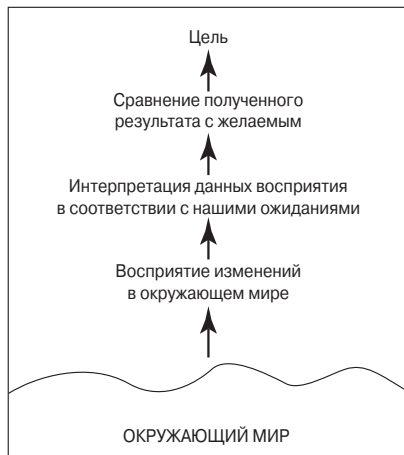 Цель
Сравнение полученного
результата с желаемым
Интерпретация данных восприятия
в соответствии с нашими ожиданиями
Восприятие изменений
в окружающем мире
ОКРУЖАЮЩИЙ МИР